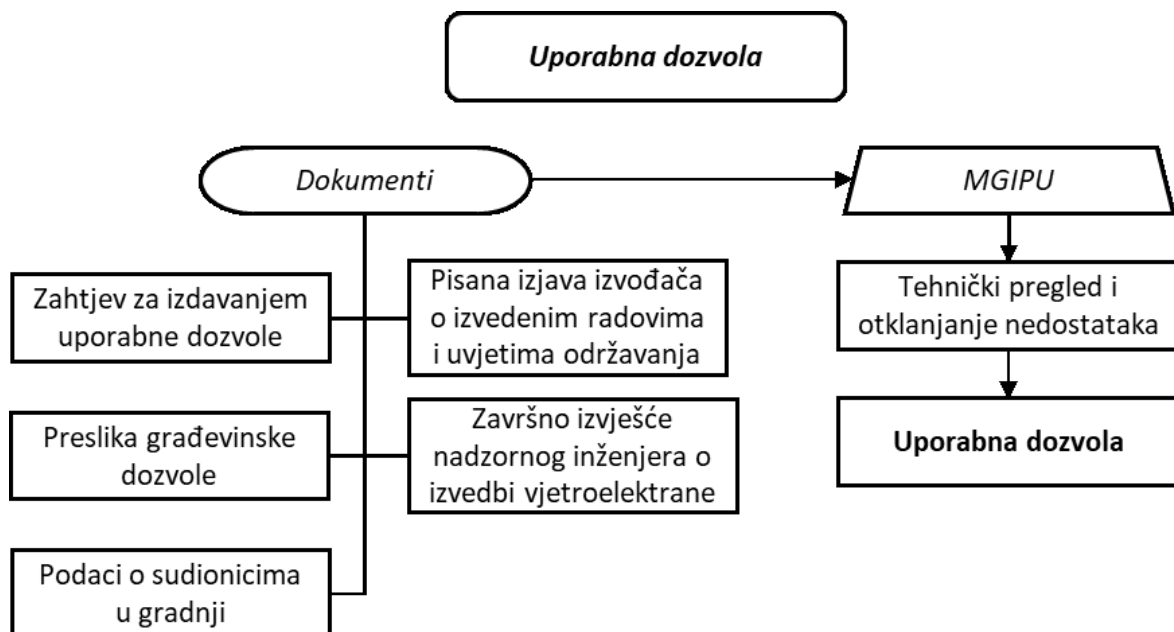 Uporabna dozvola
Dokumenti
MGIPU
Zahtjev za izdavanjem
uporabne dozvole
Pisana izjava izvođača
o izvedenim radovima
i uvjetima održavanja
Tehnički pregled i
otklanjanje nedostataka
Preslika građevinske
dozvole
Završno izvješće
nadzornog inženjera o
izvedbi vjetroelektrane
Uporabna dozvola
Podaci o sudionicima
u gradnji